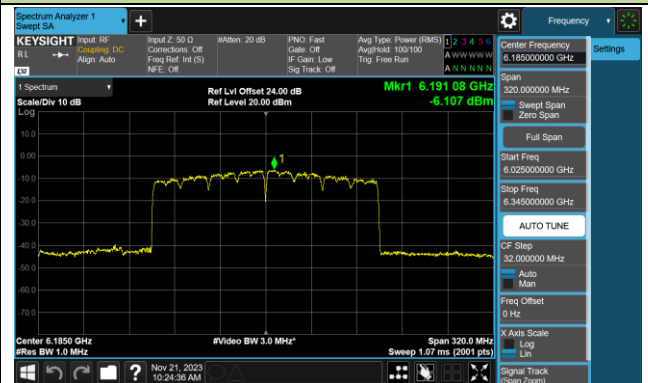 Spectrum Analyzer 1
Swept SA
Frequency
KEYSIGHT
Input: RF
Input Z: 50 Ω
#Atten: 20 dB
PNO: Fast
Avg Type: Power (RMS)
1 2 3 4 5 6
RL
Coupling: DC
Corrections: Off
Gate: Off
Avg|Hold: 100/100
A W W W W W
Align: Auto
Freq Ref: Int (S)
IF Gain: Low
Trig: Free Run
NFE: Off
Sig Track: Off
A N N N N N
LXI
1 Spectrum
Ref Lvl Offset 24.00 dB
Mkr1 6.191 08 GHz
Scale/Div 10 dB
Ref Level 20.00 dBm
-6.107 dBm
Log
10.0
0.00
-10.0
-20.0
-30.0
-40.0
-50.0
-60.0
-70.0
1
Center 6.1850 GHz
#Video BW 3.0 MHz*
Span 320.0 MHz
#Res BW 1.0 MHz
Sweep 1.07 ms (2001 pts)
Nov 21, 2023
10:24:36 AM
Center Frequency
6.185000000 GHz
Settings
Span
320.000000 MHz
Swept Span
Zero Span
Full Span
Start Freq
6.025000000 GHz
Stop Freq
6.345000000 GHz
AUTO TUNE
CF Step
32.000000 MHz
Auto
Man
Freq Offset
0 Hz
X Axis Scale
Log
Lin
Signal Track
(Span Zoom)